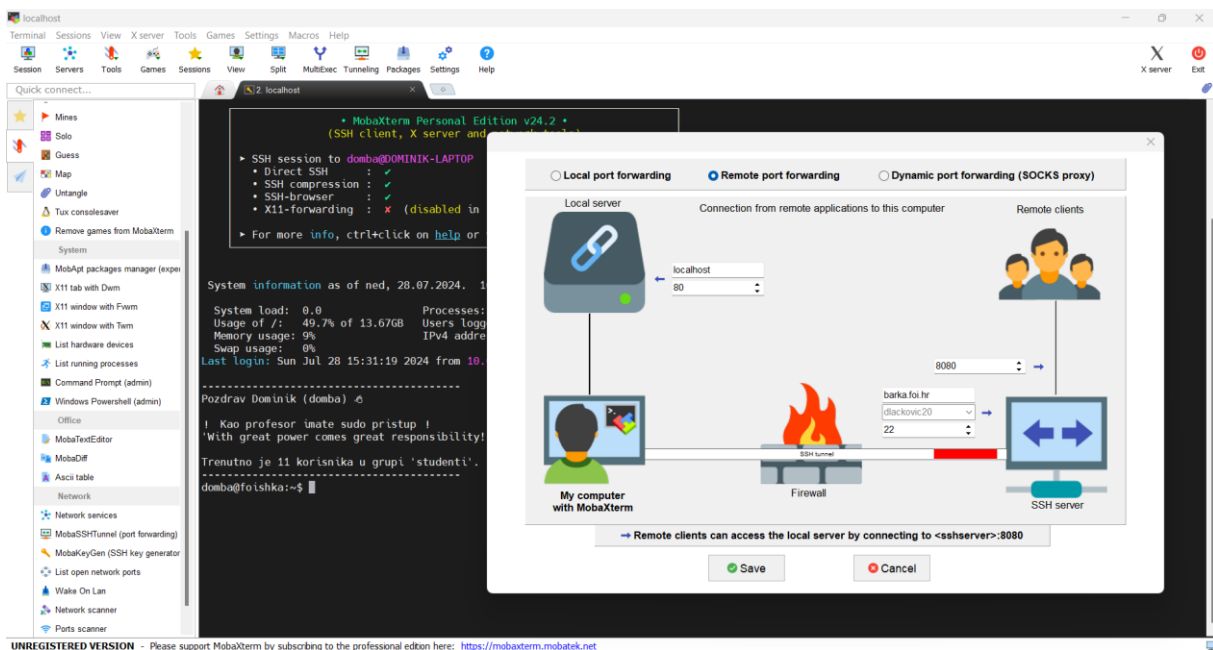 localhost
Terminal Sessions View X server Tools Games Settings Macros Help
Session Servers Tools Games Sessions View Split MultiExec Tunneling Packages Settings Help X server Exit
Quick connect...
2. localhost
Mines
Solo
Guess
Map
Untangle
Tux consolesaver
Remove games from MobaXterm
System
MobApt packages manager (exper
X11 tab with Dwm
X11 window with Fvwm
X11 window with Twm
List hardware devices
List running processes
Command Prompt (admin)
Windows Powershell (admin)
Office
MobaTextEditor
MobaDiff
Ascii table
Network
Network services
MobaSSHTunnel (port forwarding)
MobaKeyGen (SSH key generator
List open network ports
Wake On Lan
Network scanner
Ports scanner
• MobaXterm Personal Edition v24.2 •
(SSH client, X server and network tools)
➤ SSH session to domba@DOMINIK-LAPTOP
• Direct SSH : ✔
• SSH compression : ✔
• SSH-browser : ✔
• X11-forwarding : ✘ (disabled in
➤ For more info, ctrl+click on help or
System information as of ned, 28.07.2024.
System load: 0.0 Processes:
Usage of /: 49.7% of 13.67GB Users logg
Memory usage: 9% IPv4 addre
Swap usage: 0%
Last login: Sun Jul 28 15:31:19 2024 from 10.
----------------------------------------
Pozdrav Dominik (domba)
! Kao profesor imate sudo pristup !
'With great power comes great responsibility!
Trenutno je 11 korisnika u grupi 'studenti'.
----------------------------------------
domba@foishka:~$
Local port forwarding
Remote port forwarding
Dynamic port forwarding (SOCKS proxy)
Local server
Connection from remote applications to this computer
Remote clients
localhost
80
8080
barka.foi.hr
dlackovic20
22
SSH tunnel
My computer
with MobaXterm
Firewall
SSH server
→ Remote clients can access the local server by connecting to <sshserver>:8080
Save
Cancel
UNREGISTERED VERSION - Please support MobaXterm by subscribing to the professional edition here: https://mobaxterm.mobatek.net